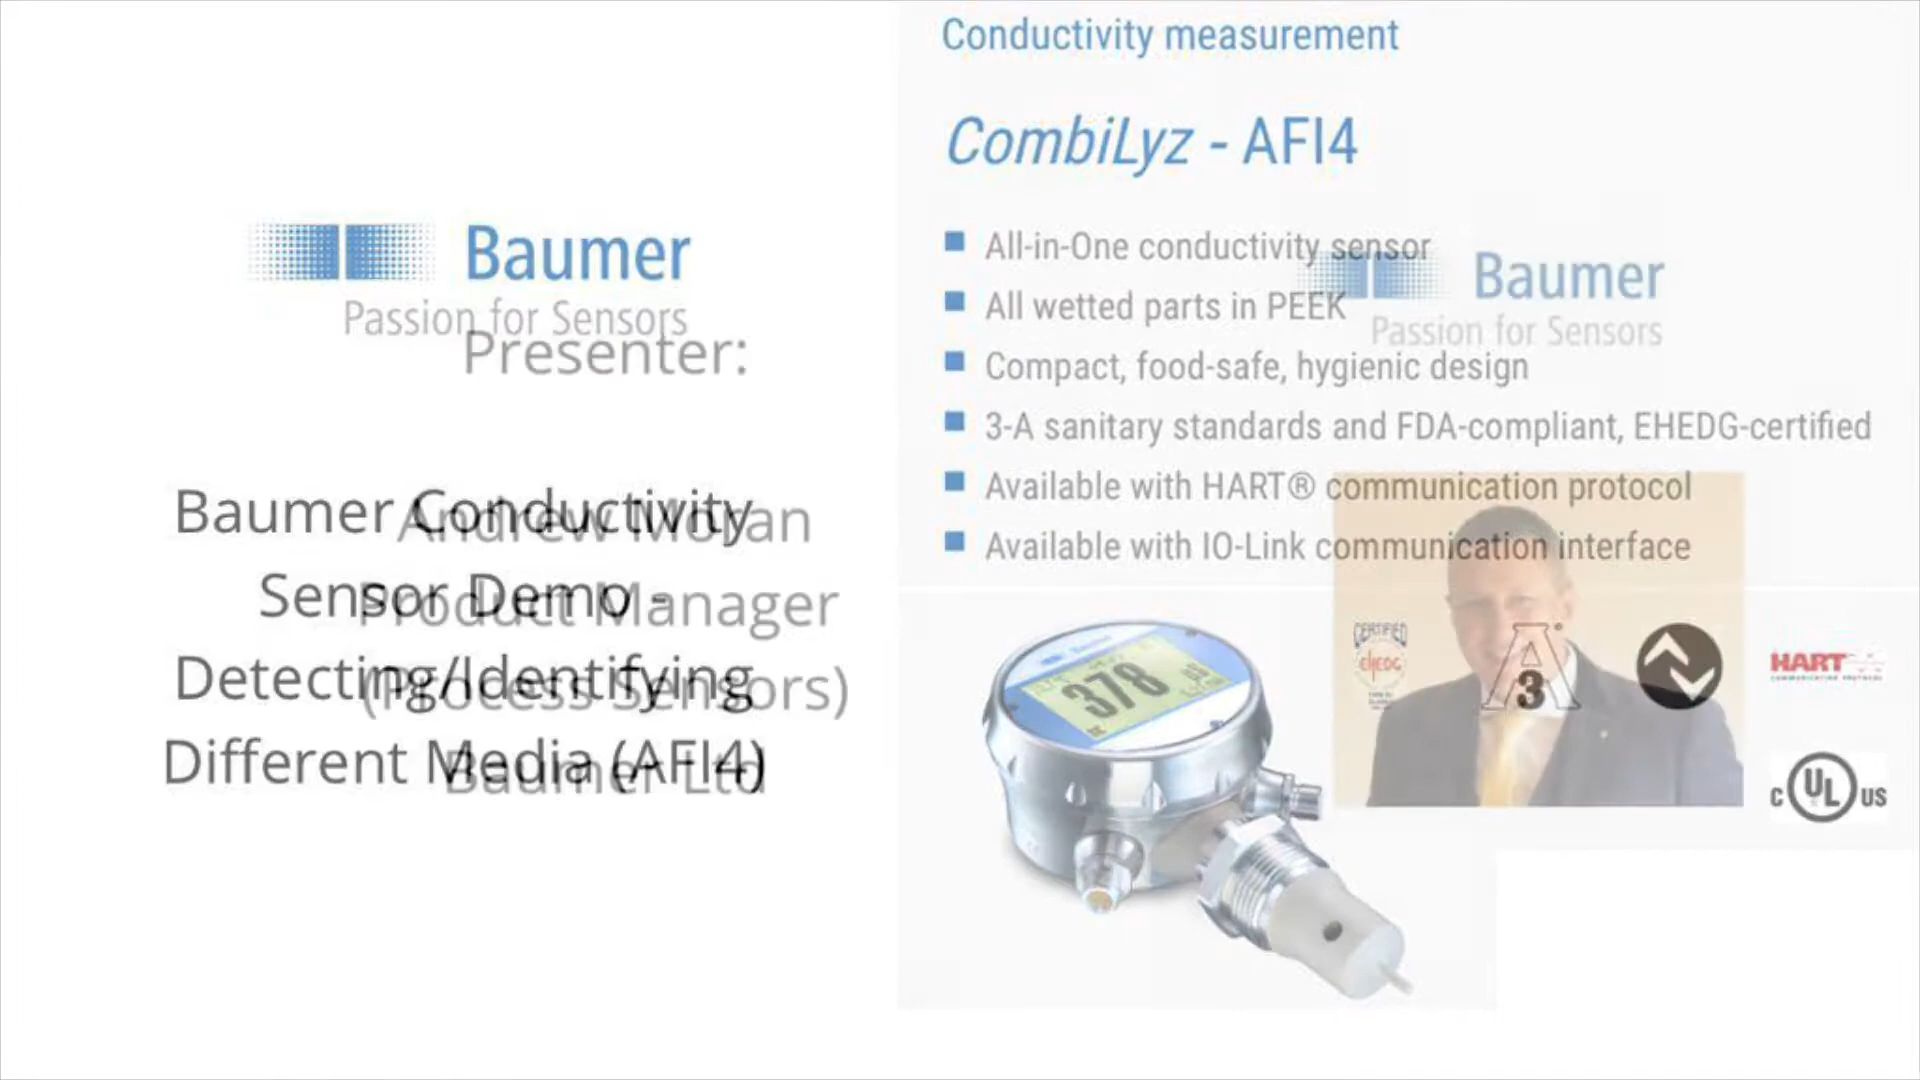 Baumer
Passion for Sensors
Presenter:
Baumer Conductivity
Sensor Demo -
Detecting/Identifying
Different Media (AFI4)
Andrew Moran
Product Manager
(Process Sensors)
Baumer Ltd
Conductivity measurement
CombiLyz - AFI4
All-in-One conductivity sensor
All wetted parts in PEEK
Compact, food-safe, hygienic design
3-A sanitary standards and FDA-compliant, EHEDG-certified
Available with HART® communication protocol
Available with IO-Link communication interface
Baumer
Passion for Sensors
378
CERTIFIED
EHEDG
A
3
HART
COMMUNICATION PROTOCOL
c UL US